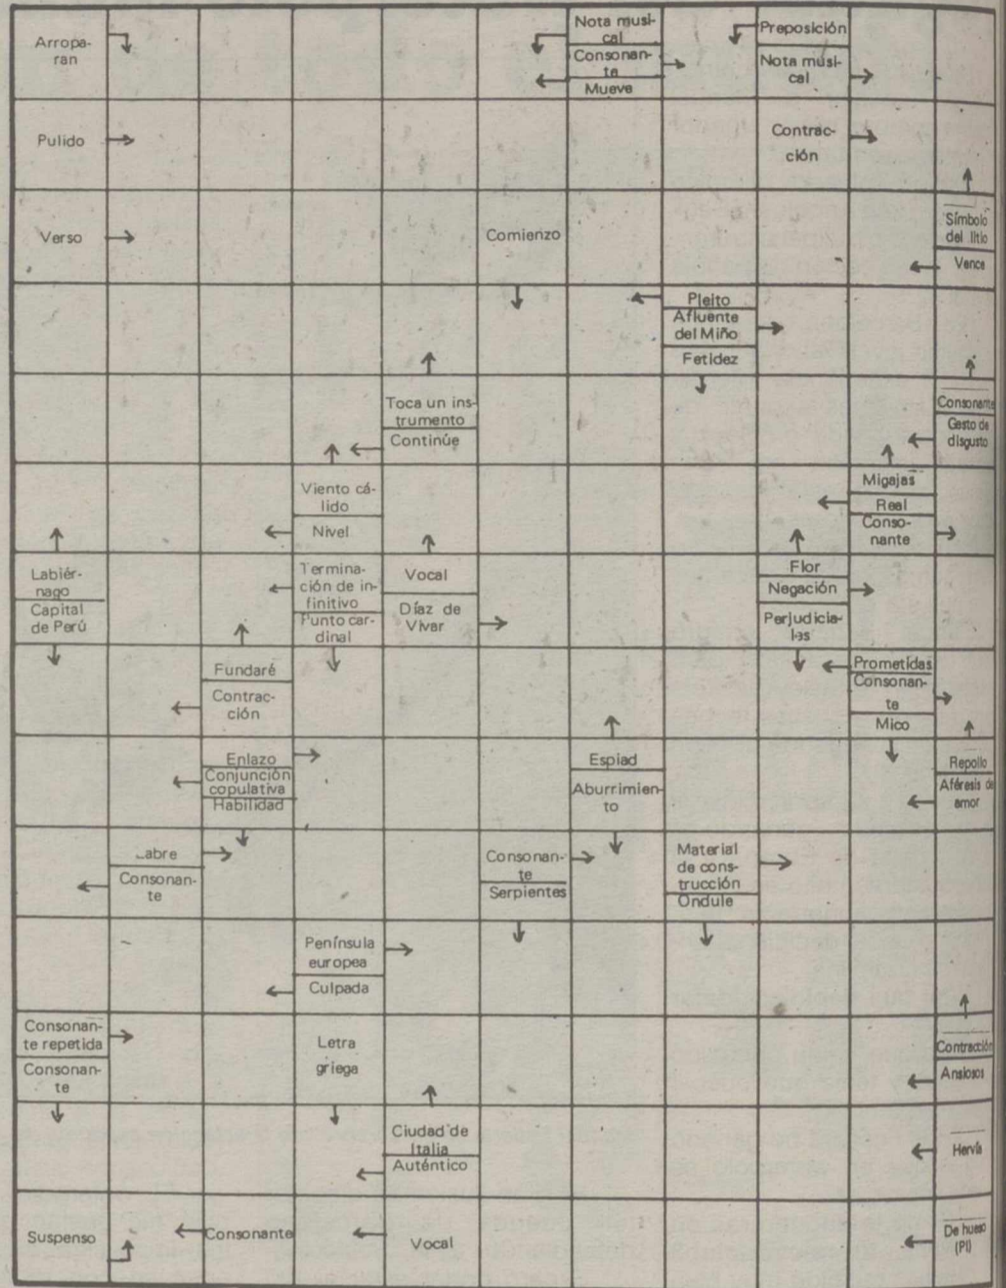 Arropa-
ran
Nota musi-
cal
Consonan-
te
Mueve
Preposición
Nota músi-
cal
Pulido
Contrac-
ción
Verso
Comienzo
Símbolo
del litio
Vence
Pleito
Afluente
del Miño
Fetidez
Toca un ins-
trumento
Continúe
Consonante
Gesto de
disgusto
Viento cá-
lido
Nivel
Migajas
Real
Conso-
nante
Labiér-
nago
Capital
de Perú
Termina-
ción de in-
finitivo
Punto car-
dinal
Vocal
Díaz de
Vivar
Flor
Negación
Perjudicia-
les
Fundaré
Contrac-
ción
Prometidas
Consonan-
te
Mico
Enlazo
Conjunción
copulativa
Habilidad
Espiad
Aburrimien-
to
Repollo
Aféresis de
amor
Labre
Consonan-
te
Consonan-
te
Serpientes
Material
de cons-
trucción
Ondule
Península
europea
Culpada
Consonan-
te repetida
Consonan-
te
Letra
griega
Contracción
Ansiosos
Ciudad de
Italia
Auténtico
Hervía
Suspenso
Consonante
Vocal
De hueso
(Pl)